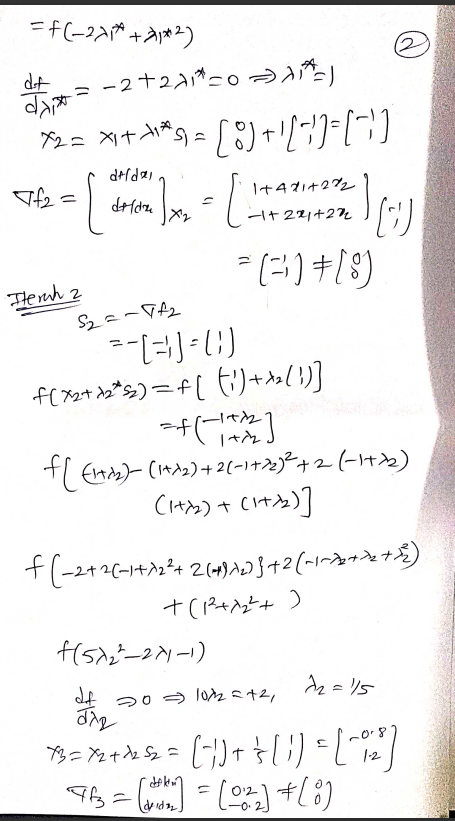 = f(-2λ1* + λ1*2)
②
df/dλ1* = -2+2λ1* = 0 ⇒ λ1* = 1
x2 = x1 + λ1* s1 = [0 0] + 1[-1 1] = [-1 1]
∇f2 = [df/dx1 df/dx2]x2 = [1+4x1+2x2 -1+2x1+2x2](-1 1)
= [-1 -1] ≠ [0 0]
2
s2 = -∇f2
= -[-1 -1] = [1 1]
f(x2+λ2* s2) = f[(-1 1)+λ2(1 1)]
= f[-1+λ2 1+λ2]
f[(-1+λ2) - (1+λ2) + 2(-1+λ2)² + 2(-1+λ2)
(1+λ2) + (1+λ2)]
f[-2+2(-1+λ2²+2 λ2)}+2(-1-λ2+λ2+λ2²)
+ (1²+λ2²+ )
f(5λ2²-2λ1-1)
df/dλ2 ⇒ 0 ⇒ 10λ2 = +2, λ2 = 1/5
x3 = x2+λ2 s2 = [-1 1] + 1/5 [1 1] = [-0.8 1.2]
∇f3 = [df/dx1 df/dx2] = [0.2 -0.2] ≠ [0 0]